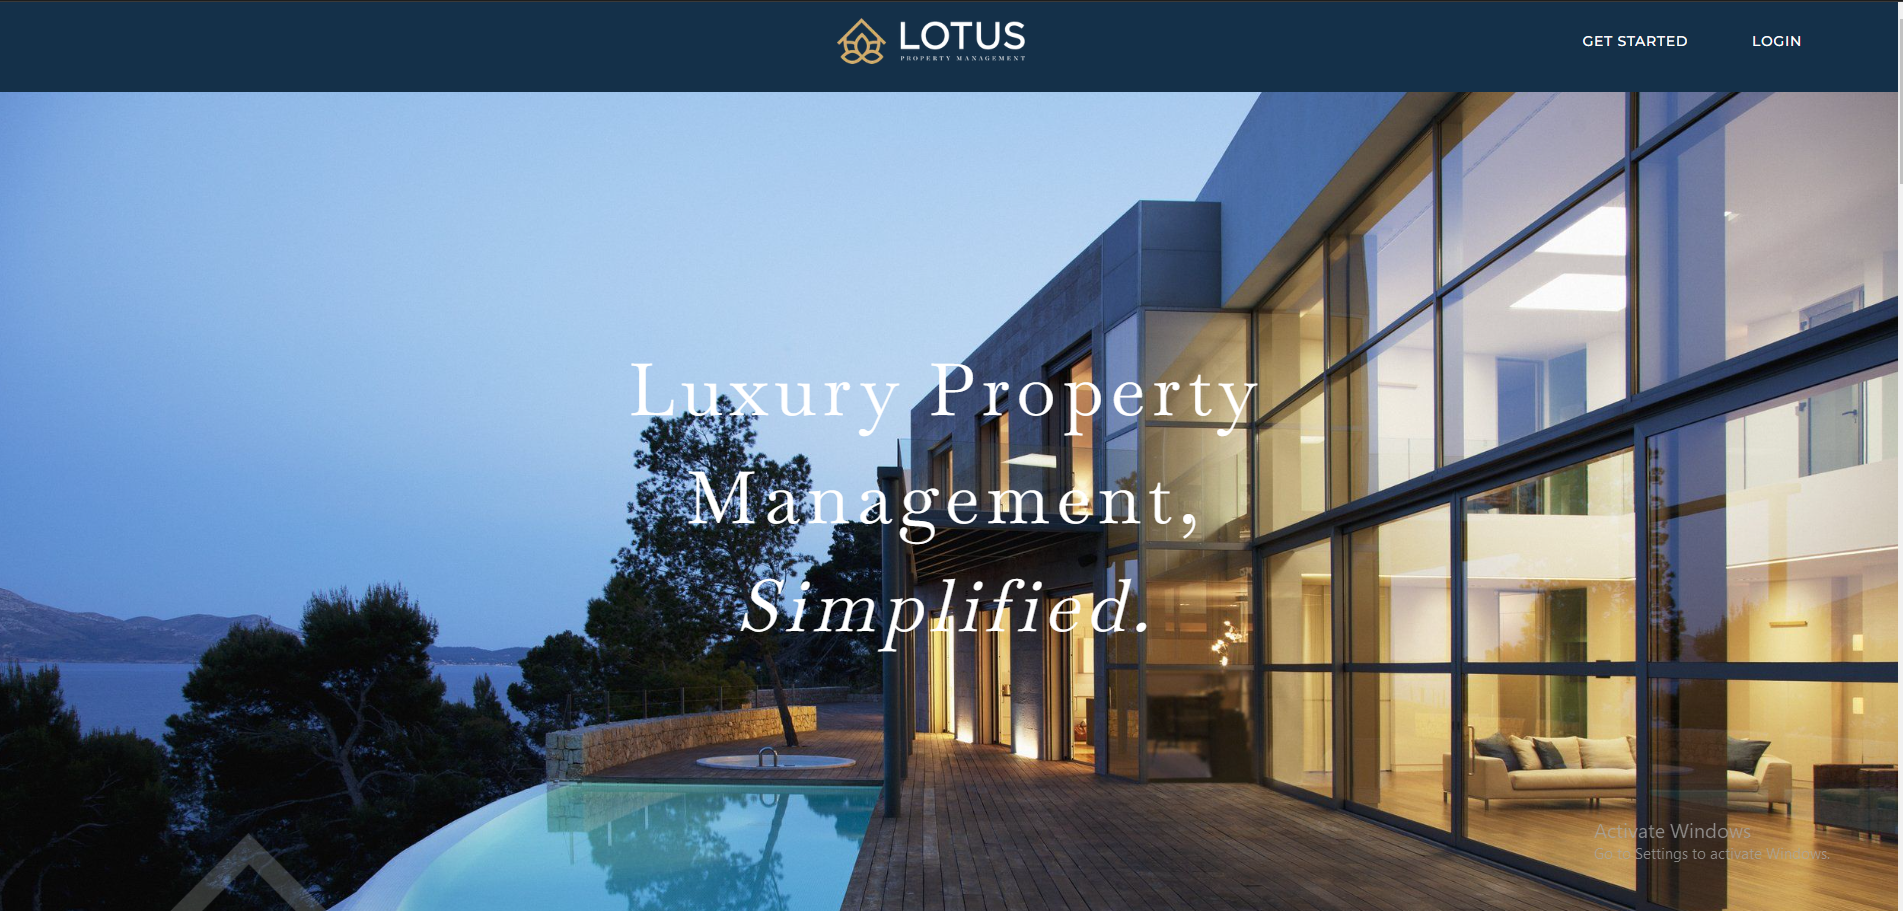 LOTUS
PROPERTY MANAGEMENT
GET STARTED
LOGIN
Luxury Property
Management,
Simplified.
Activate Windows
Go to Settings to activate Windows.